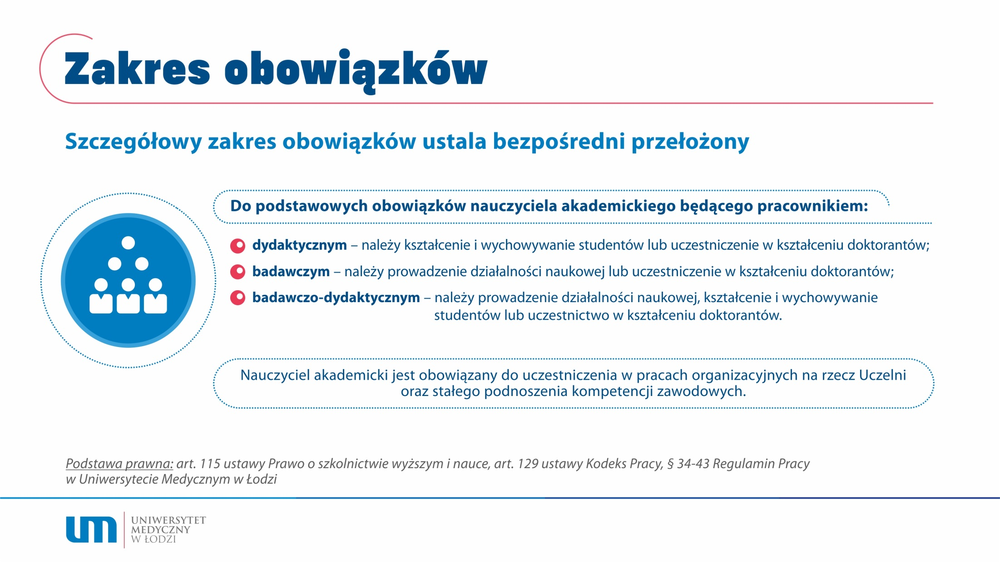 Zakres obowiązków
Szczegółowy zakres obowiązków ustala bezpośredni przełożony
Do podstawowych obowiązków nauczyciela akademickiego będącego pracownikiem:
dydaktycznym – należy kształcenie i wychowywanie studentów lub uczestniczenie w kształceniu doktorantów;
badawczym – należy prowadzenie działalności naukowej lub uczestniczenie w kształceniu doktorantów;
badawczo-dydaktycznym – należy prowadzenie działalności naukowej, kształcenie i wychowywanie
studentów lub uczestnictwo w kształceniu doktorantów.
Nauczyciel akademicki jest obowiązany do uczestniczenia w pracach organizacyjnych na rzecz Uczelni
oraz stałego podnoszenia kompetencji zawodowych.
Podstawa prawna: art. 115 ustawy Prawo o szkolnictwie wyższym i nauce, art. 129 ustawy Kodeks Pracy, § 34-43 Regulamin Pracy
w Uniwersytecie Medycznym w Łodzi
um
UNIWERSYTET
MEDYCZNY
W ŁODZI